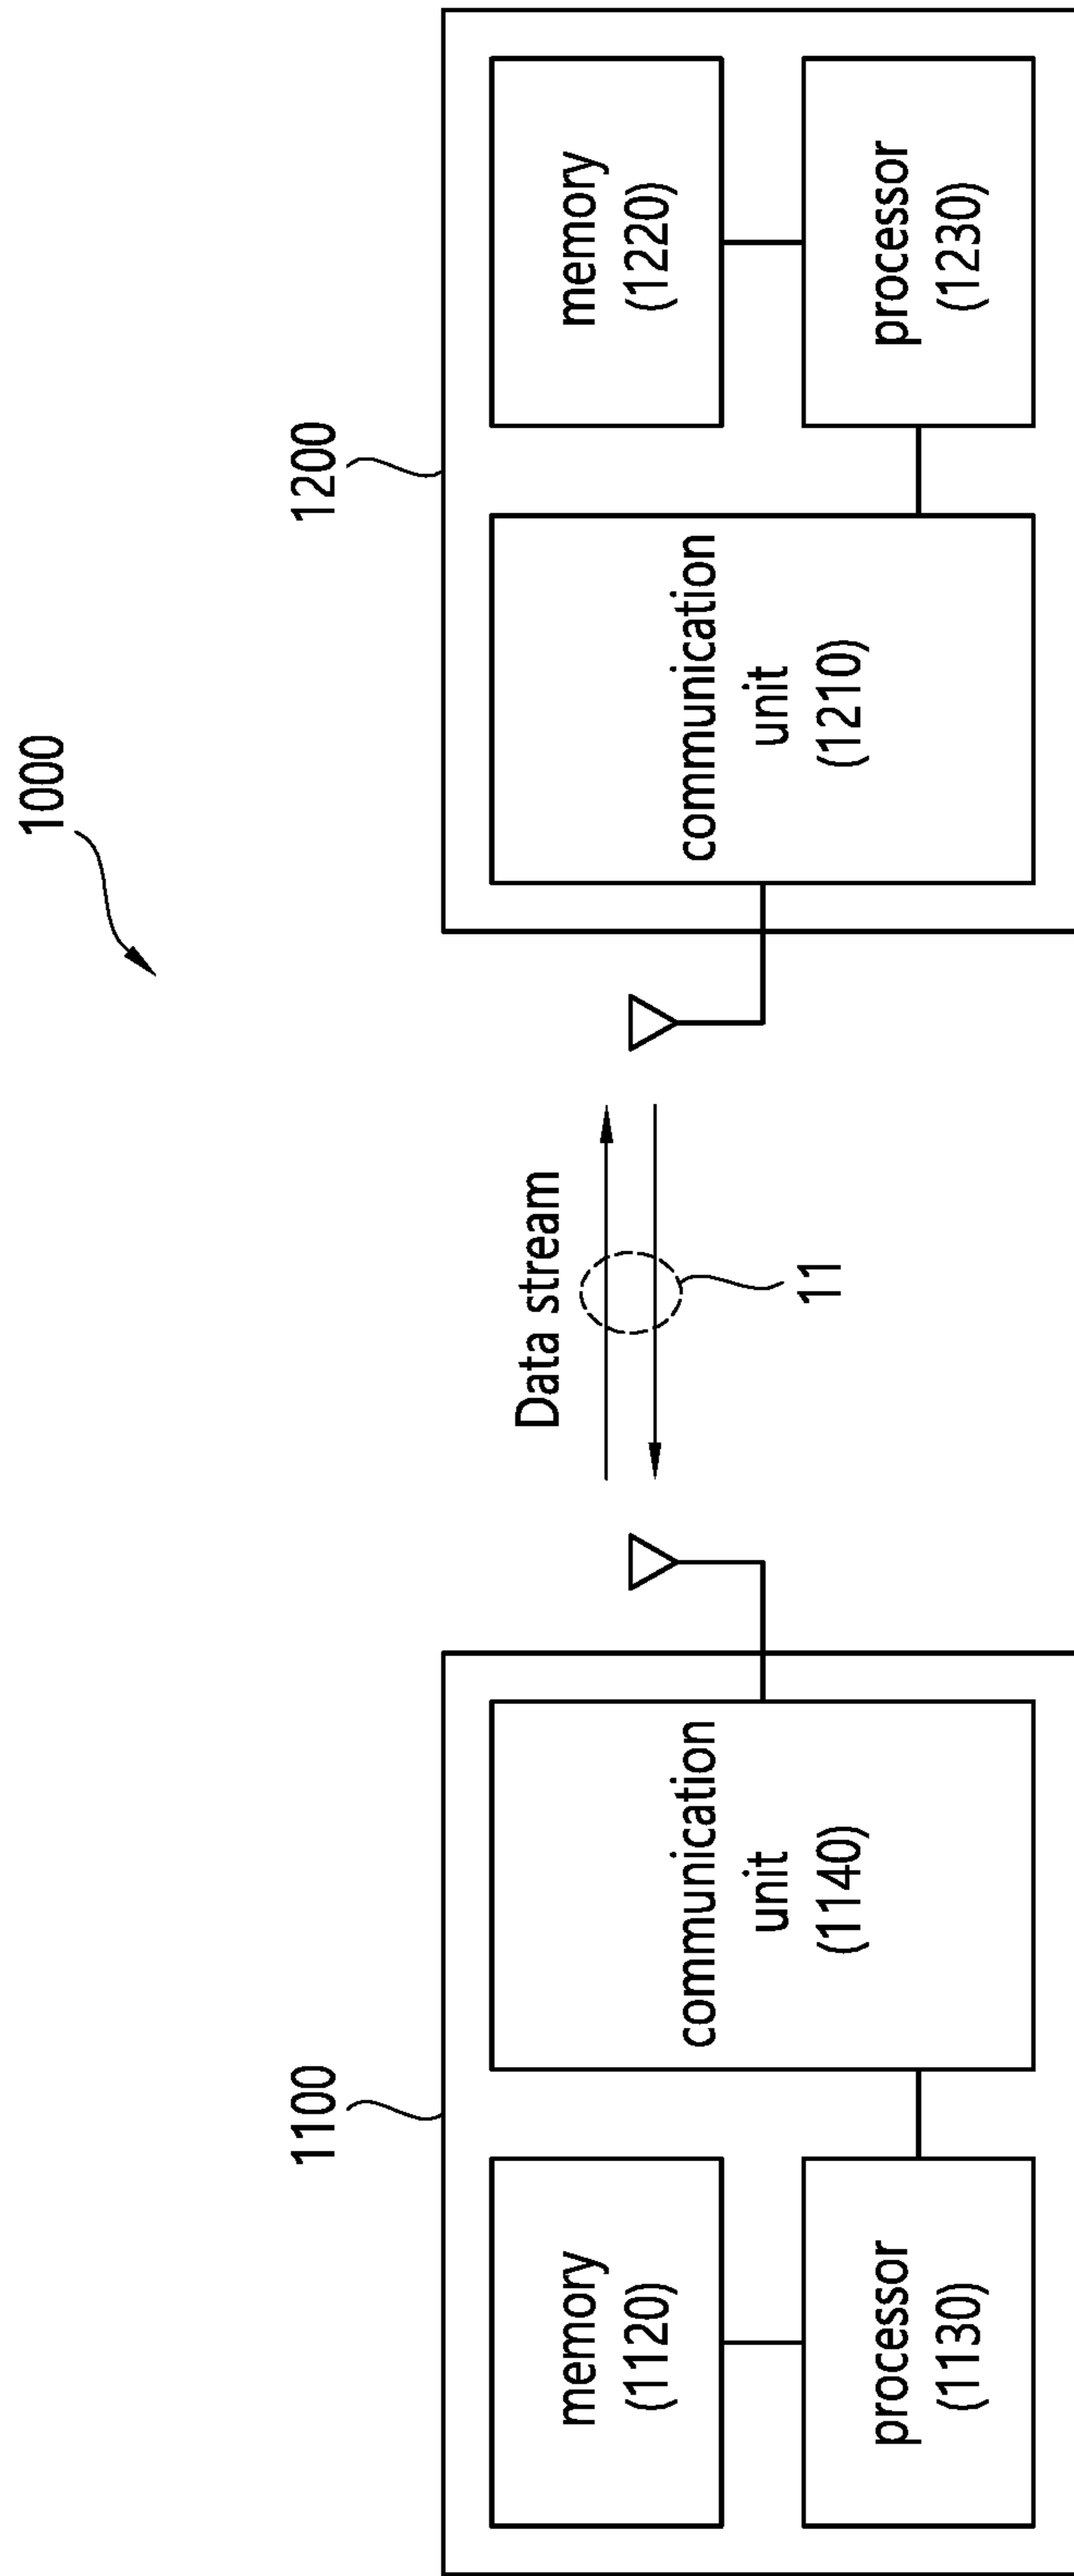 1000
1100
1200
memory
(1120)
processor
(1130)
communication
unit
(1140)
Data stream
11
communication
unit
(1210)
memory
(1220)
processor
(1230)